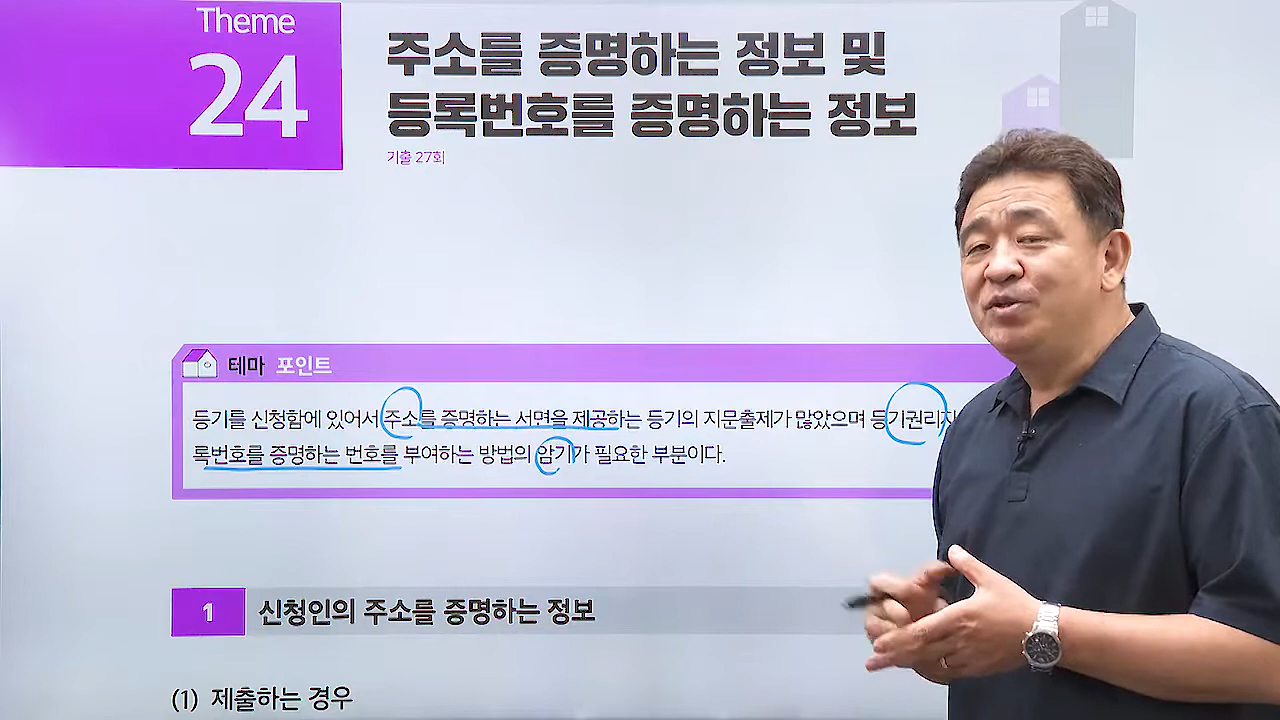 Theme
24
주소를 증명하는 정보 및
등록번호를 증명하는 정보
기출 27회
테마 포인트
등기를 신청함에 있어서 주소를 증명하는 서면을 제공하는 등기의 지문출제가 많았으며 등기권리자
록번호를 증명하는 번호를 부여하는 방법의 암기가 필요한 부분이다.
1 신청인의 주소를 증명하는 정보
(1) 제출하는 경우